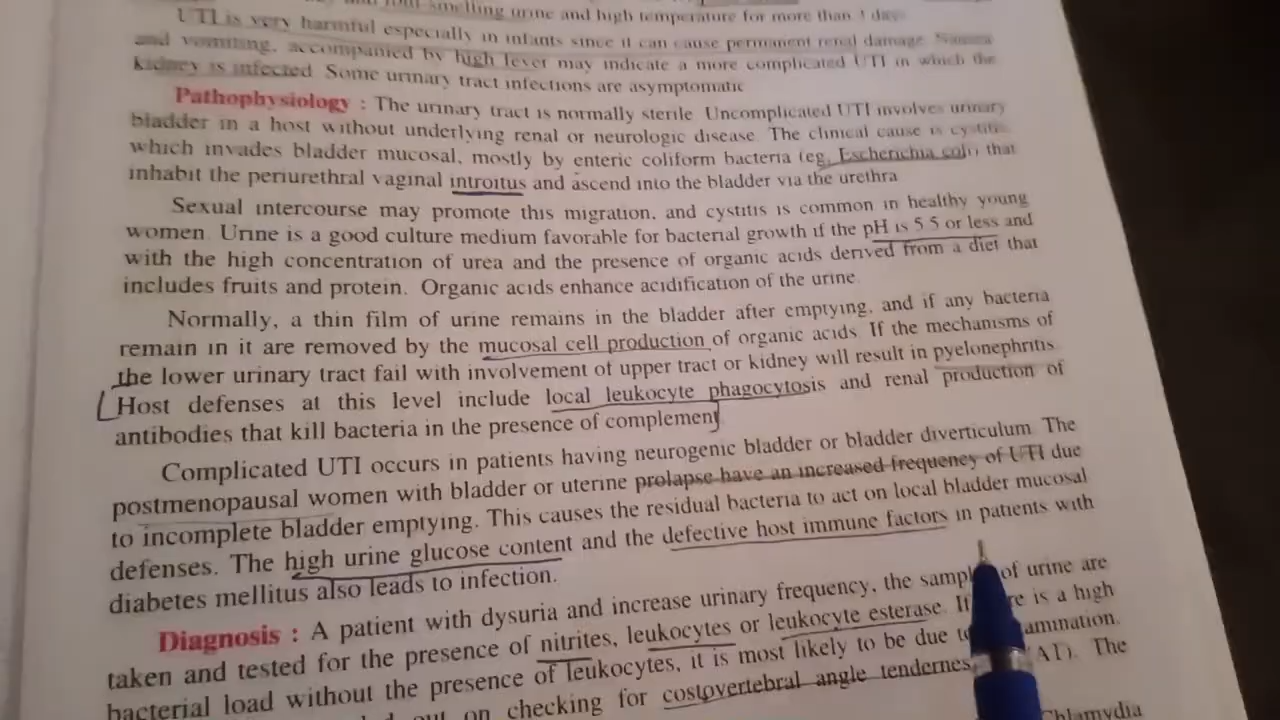 smelling urine and high temperature for more than
UTI is very harmful especially in infants since it can cause permanent renal damage. Nausea
and vomiting, accompanied by high fever may indicate a more complicated UTI in which the
kidney is infected. Some urinary tract infections are asymptomatic
Pathophysiology : The urinary tract is normally sterile. Uncomplicated UTI involves urinary
bladder in a host without underlying renal or neurologic disease. The clinical cause is cystitis
which invades bladder mucosal, mostly by enteric coliform bacteria (eg, Escherichia coli) that
inhabit the periurethral vaginal introitus and ascend into the bladder via the urethra
Sexual intercourse may promote this migration, and cystitis is common in healthy young
women. Urine is a good culture medium favorable for bacterial growth if the pH is 5.5 or less and
with the high concentration of urea and the presence of organic acids derived from a diet that
includes fruits and protein. Organic acids enhance acidification of the urine.
Normally, a thin film of urine remains in the bladder after emptying, and if any bacteria
remain in it are removed by the mucosal cell production of organic acids. If the mechanisms of
the lower urinary tract fail with involvement of upper tract or kidney will result in pyelonephritis.
Host defenses at this level include local leukocyte phagocytosis and renal production of
antibodies that kill bacteria in the presence of complement
Complicated UTI occurs in patients having neurogenic bladder or bladder diverticulum. The
postmenopausal women with bladder or uterine prolapse have an increased frequency of UTI due
to incomplete bladder emptying. This causes the residual bacteria to act on local bladder mucosal
defenses. The high urine glucose content and the defective host immune factors in patients with
diabetes mellitus also leads to infection.
Diagnosis : A patient with dysuria and increase urinary frequency, the sample of urine are
taken and tested for the presence of nitrites, leukocytes or leukocyte esterase. If there is a high
bacterial load without the presence of leukocytes, it is most likely to be due to
out on checking for costovertebral angle tenderness The
Chlamydia